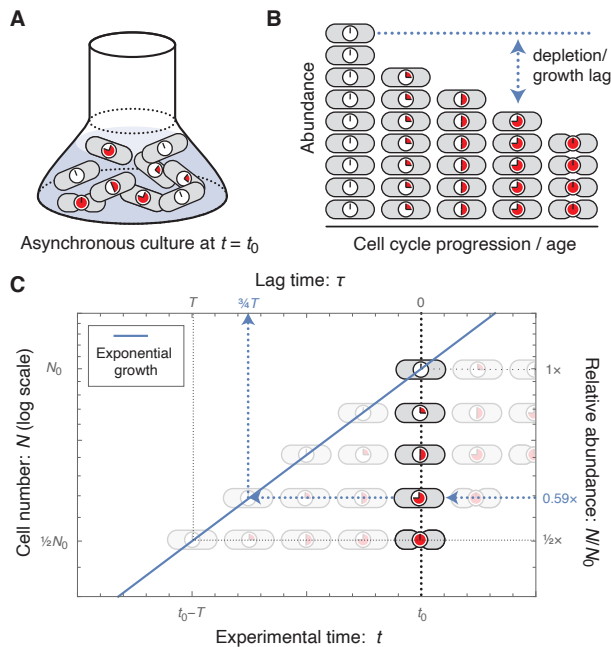 A
Asynchronous culture at t = t₀
B
Abundance
depletion/
growth lag
Cell cycle progression / age
C
Lag time: τ
T
¾T
0
Exponential
growth
Cell number: N (log scale)
N₀
½N₀
1×
0.59×
½×
Relative abundance: N/N₀
t₀−T
t₀
Experimental time: t